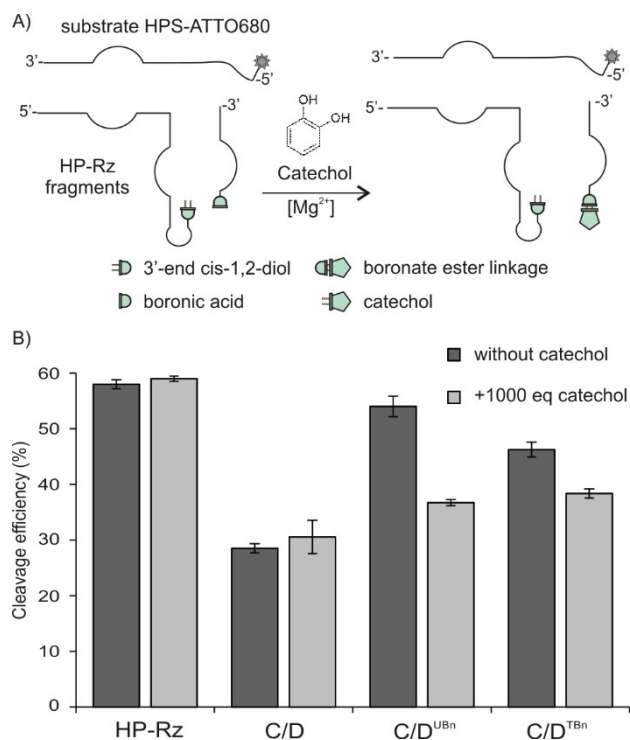 A)
substrate HPS-ATTO680
3'-
-5'
5'-
-3'
HP-Rz
fragments
OH
OH
Catechol
[Mg²⁺]
3'-
-5'
5'-
-3'
3'-end cis-1,2-diol
boronate ester linkage
boronic acid
catechol
B)
without catechol
+1000 eq catechol
Cleavage efficiency (%)
60
50
40
30
20
10
0
HP-Rz C/D C/Dᵁᴮⁿ C/Dᵀᴮⁿ